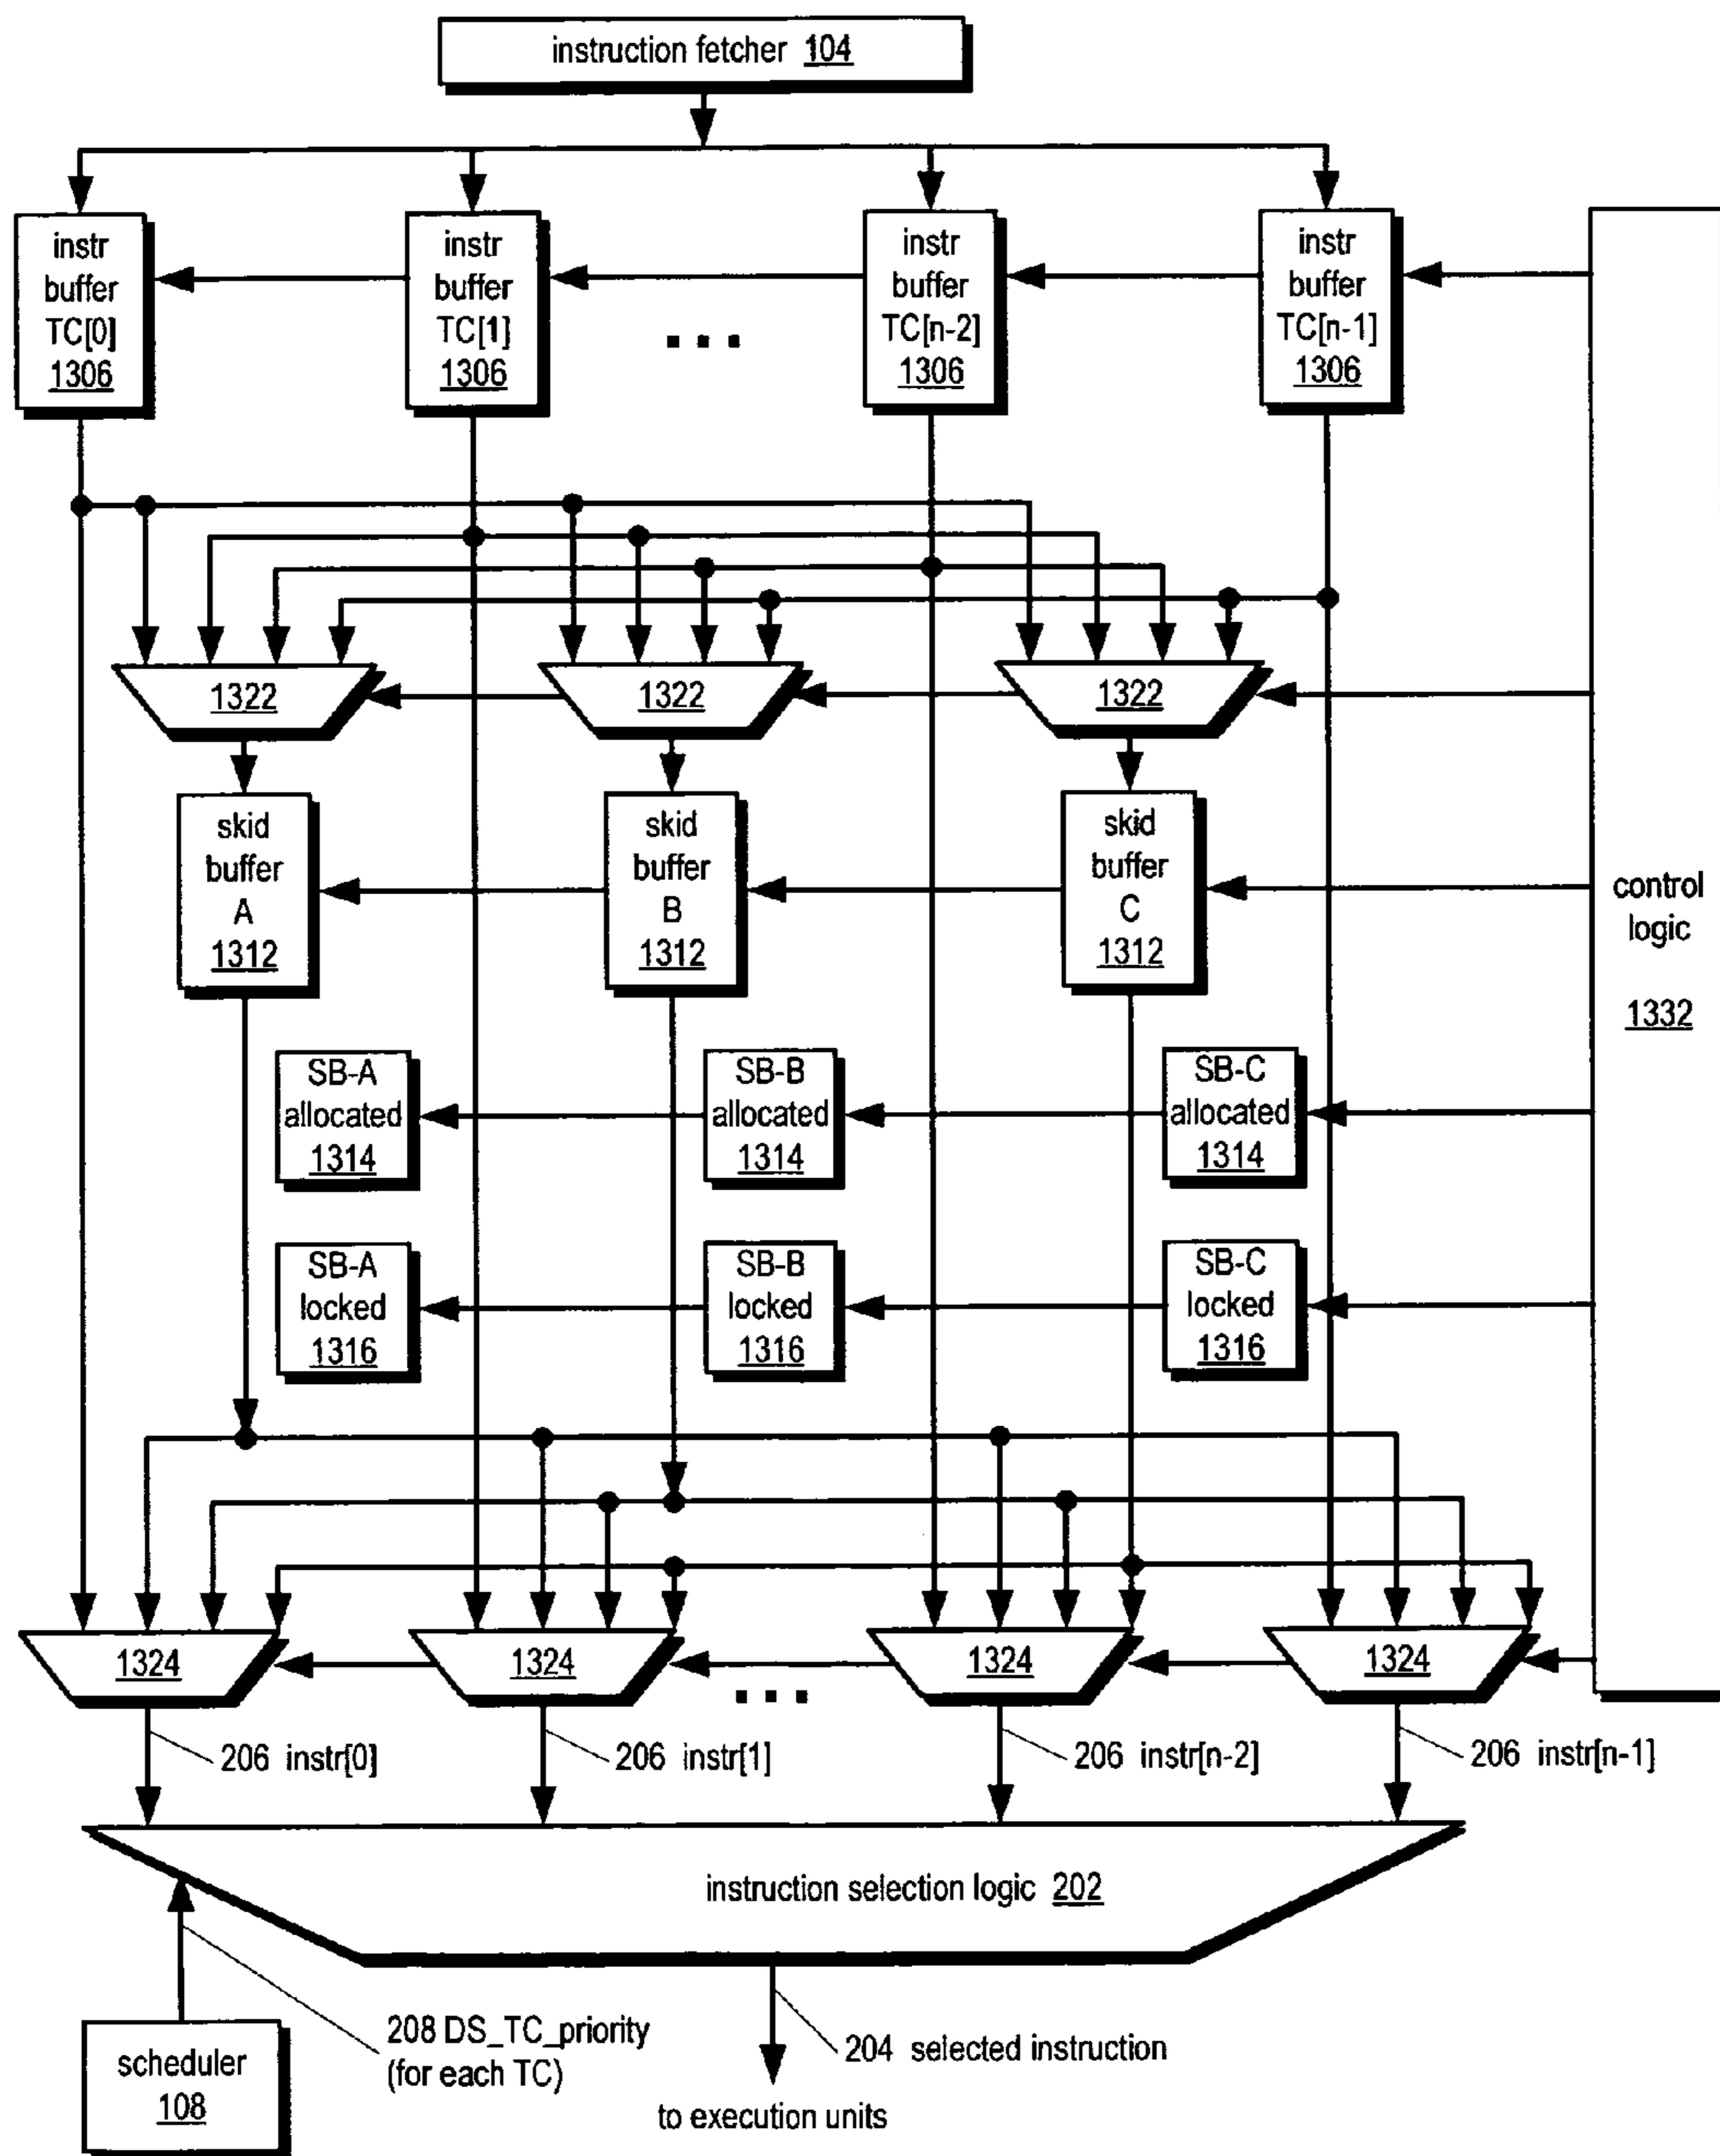 instruction fetcher 104
instr
buffer
TC[0]
1306
instr
buffer
TC[1]
1306
. . .
instr
buffer
TC[n-2]
1306
instr
buffer
TC[n-1]
1306
1322
1322
1322
skid
buffer
A
1312
skid
buffer
B
1312
skid
buffer
C
1312
control
logic
1332
SB-A
allocated
1314
SB-B
allocated
1314
SB-C
allocated
1314
SB-A
locked
1316
SB-B
locked
1316
SB-C
locked
1316
1324
1324
. . .
1324
1324
206 instr[0]
206 instr[1]
206 instr[n-2]
206 instr[n-1]
instruction selection logic 202
208 DS_TC_priority
(for each TC)
204 selected instruction
scheduler
108
to execution units